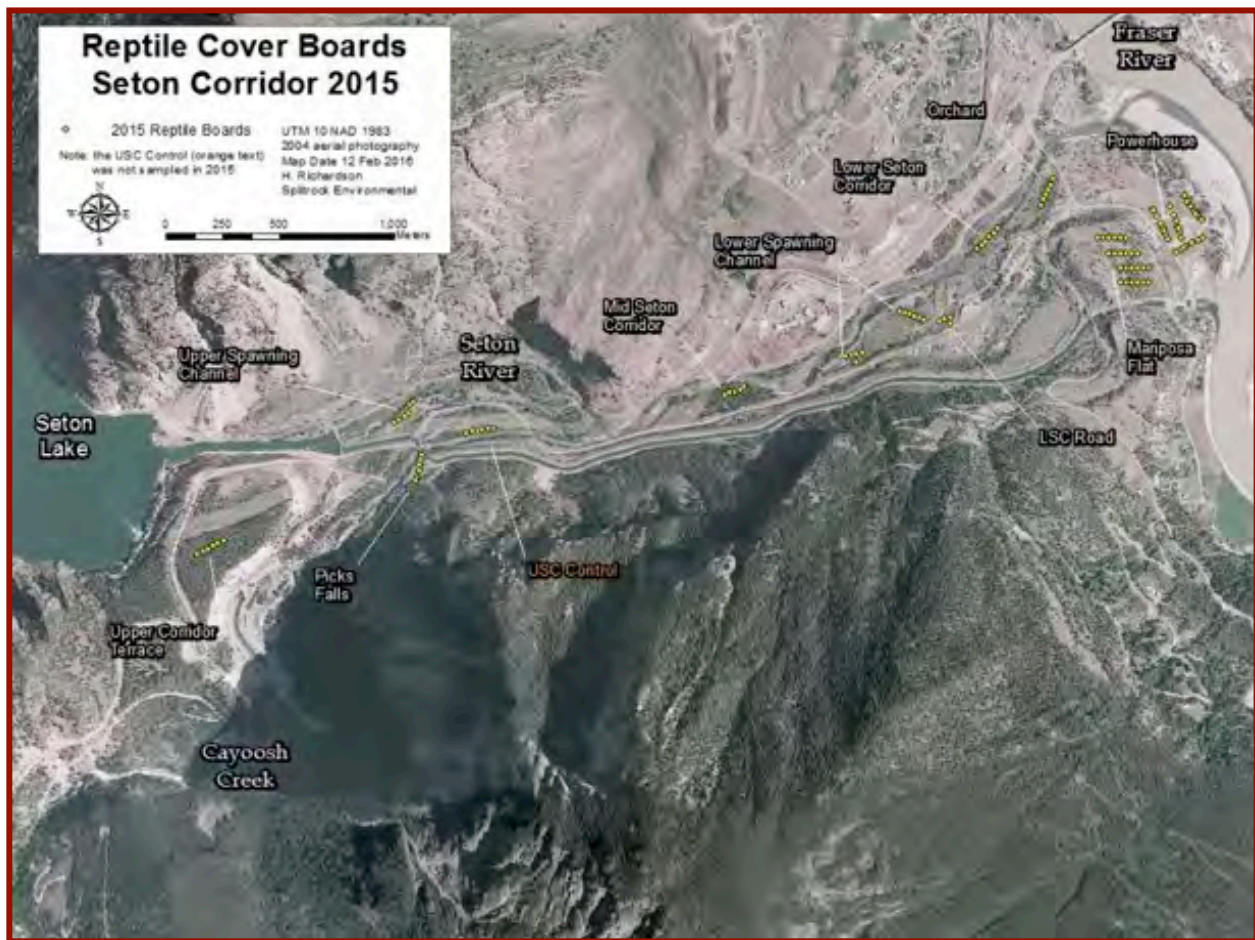 Reptile Cover Boards
Seton Corridor 2015
2015 Reptile Boards
Note: the USC Control (orange text)
was not sampled in 2015
UTM 10 NAD 1983
2004 aerial photography
Map Date 12 Feb 2016
H. Richardson
Splitrock Environmental
N
W
E
S
0
250
500
1,000
Meters
Fraser
River
Orchard
Powerhouse
Lower Seton
Corridor
Lower Spawning
Channel
Mid Seton
Corridor
Seton
River
Upper Spawning
Channel
Mariposa
Flat
Seton
Lake
LSC Road
USC Control
Picks
Falls
Upper Corridor
Terrace
Cayoosh
Creek